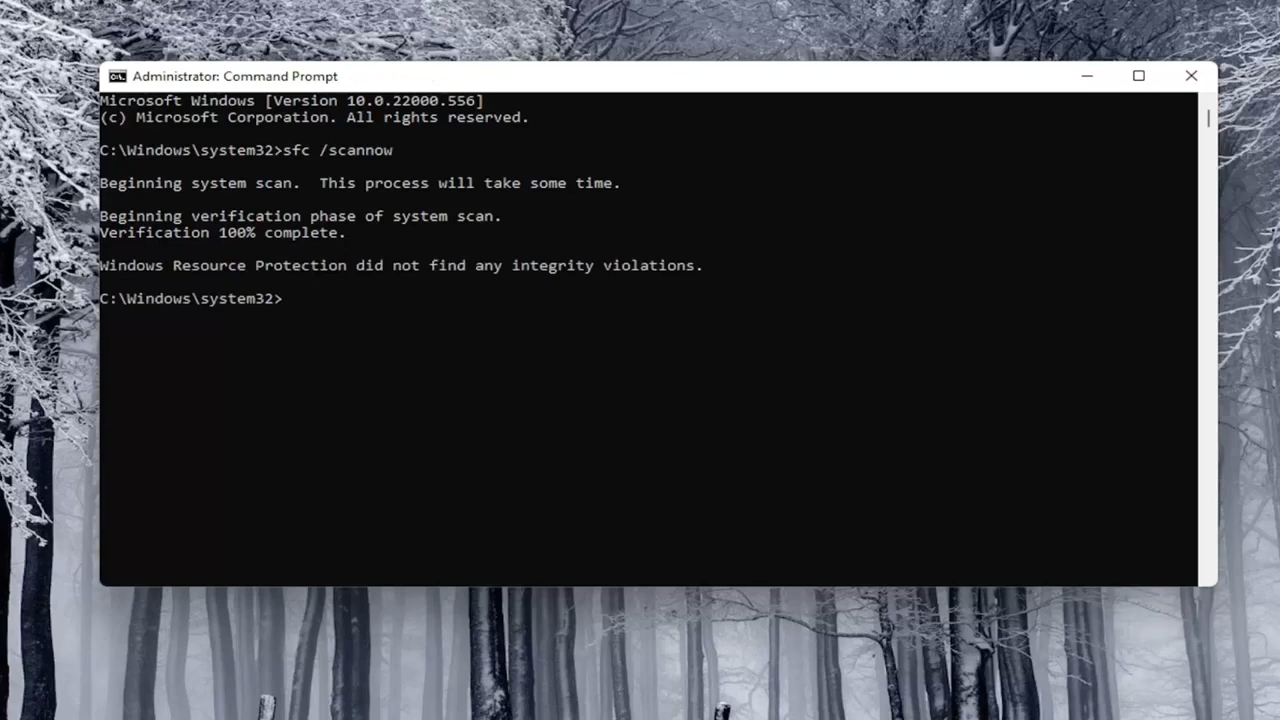 Administrator: Command Prompt
Microsoft Windows [Version 10.0.22000.556]
(c) Microsoft Corporation. All rights reserved.
C:\Windows\system32>sfc /scannow
Beginning system scan.  This process will take some time.
Beginning verification phase of system scan.
Verification 100% complete.
Windows Resource Protection did not find any integrity violations.
C:\Windows\system32>